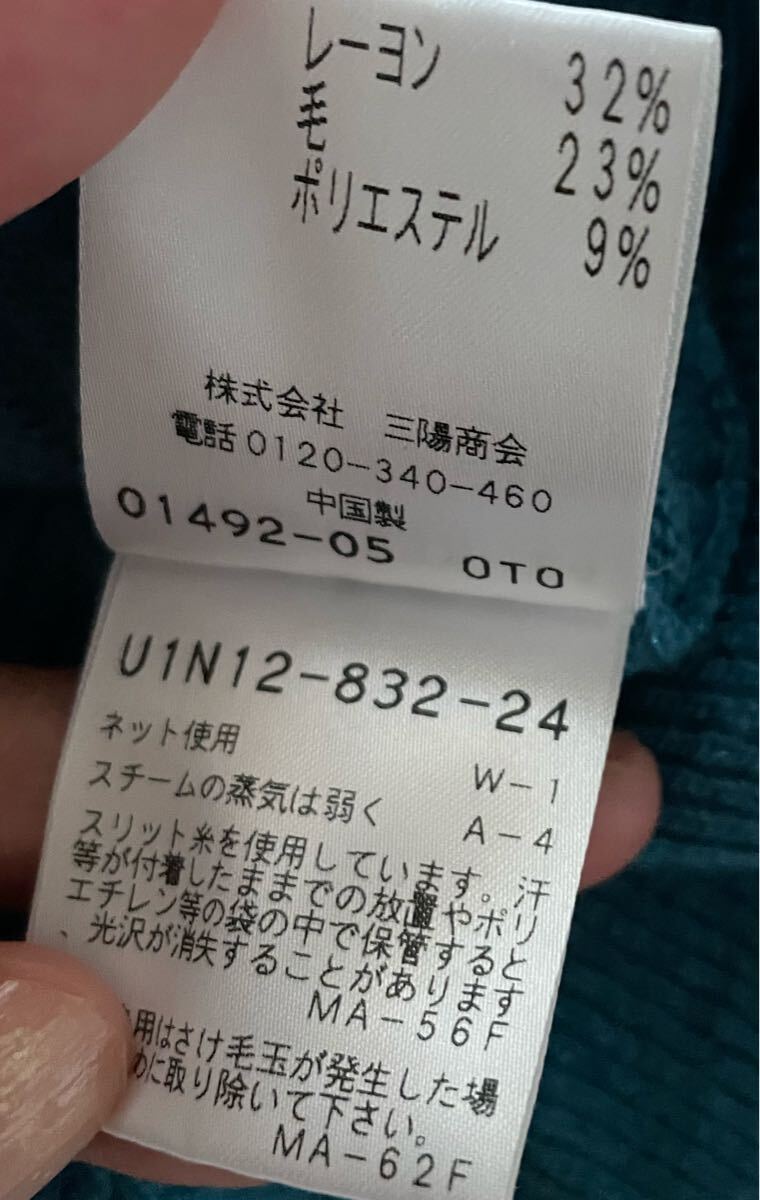 レーヨン 32%
毛 23%
ポリエステル 9%
株式会社 三陽商会
電話0120-340-460
中国製
01492-05 OTO
U1N12-832-24
ネット使用 W-1
スチームの蒸気は弱く A-4
スリット糸を使用しています。汗
等が付着したままでの放置やポリ
エチレン等の袋の中で保管すると
、光沢が消失することがあります
MA-56F
用はさけ毛玉が発生した場
めに取り除いて下さい。
MA-62F